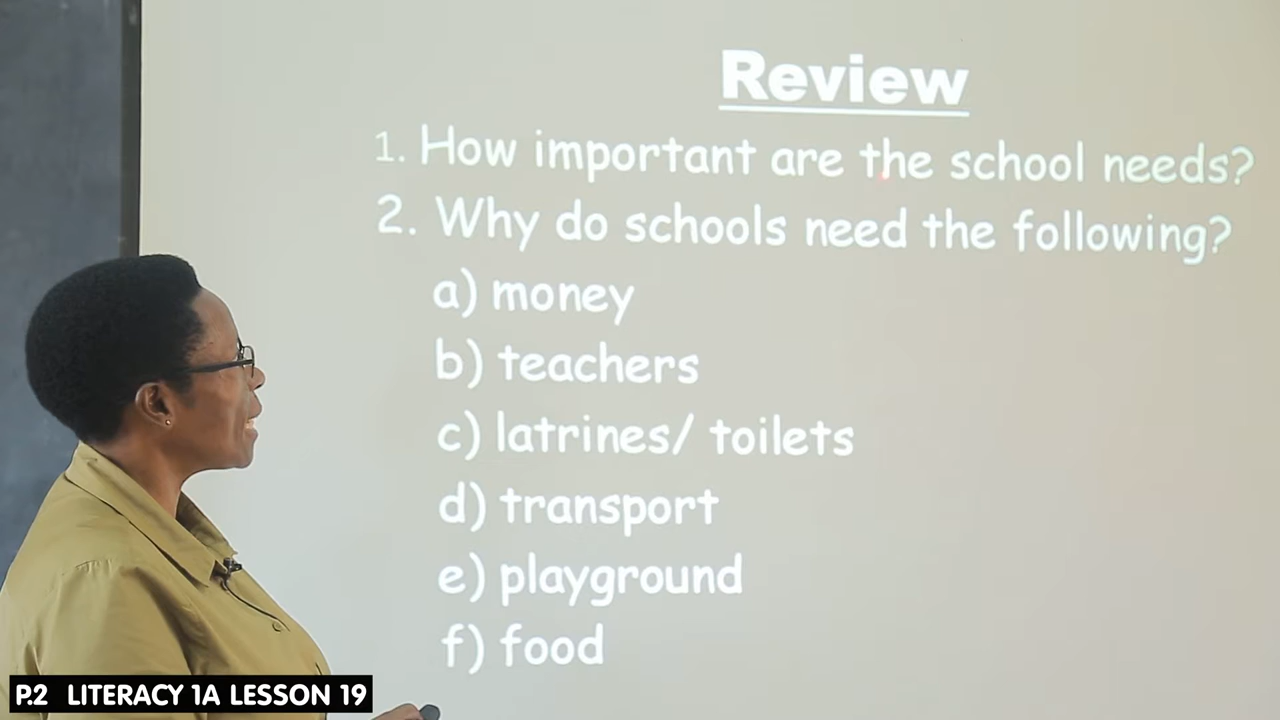 Review
1. How important are the school needs?
2. Why do schools need the following?
a) money
b) teachers
c) latrines/ toilets
d) transport
e) playground
f) food
P.2 LITERACY 1A LESSON 19